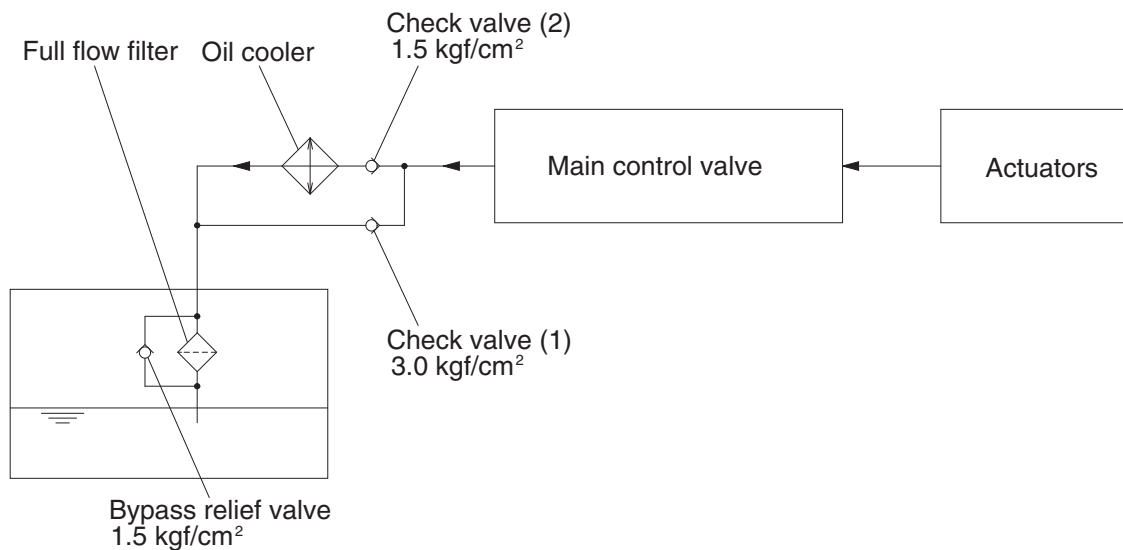 Check valve (2)
1.5 kgf/cm²
Full flow filter
Oil cooler
Main control valve
Actuators
Check valve (1)
3.0 kgf/cm²
Bypass relief valve
1.5 kgf/cm²